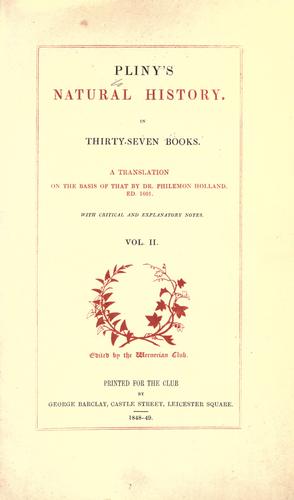 PLINY'S
NATURAL HISTORY.
IN
THIRTY-SEVEN BOOKS.
A TRANSLATION
ON THE BASIS OF THAT BY DR. PHILEMON HOLLAND.
ED. 1601.
WITH CRITICAL AND EXPLANATORY NOTES.
VOL. II.
Edited by the Wernerian Club.
PRINTED FOR THE CLUB
BY
GEORGE BARCLAY, CASTLE STREET, LEICESTER SQUARE.
1848-49.